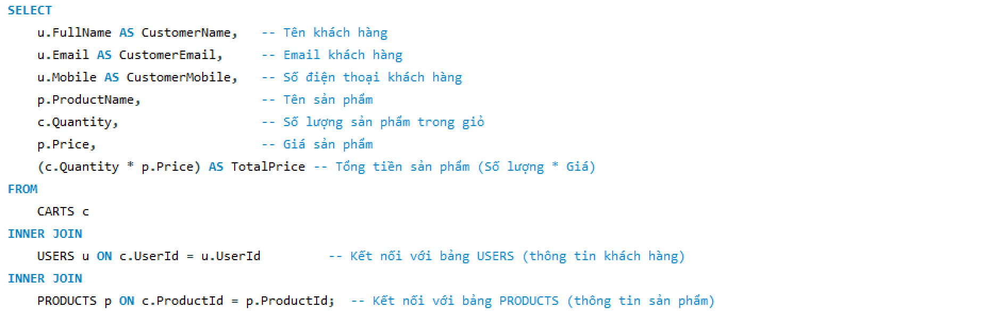 SELECT
u.FullName AS CustomerName, -- Tên khách hàng
u.Email AS CustomerEmail, -- Email khách hàng
u.Mobile AS CustomerMobile, -- Số điện thoại khách hàng
p.ProductName, -- Tên sản phẩm
c.Quantity, -- Số lượng sản phẩm trong giỏ
p.Price, -- Giá sản phẩm
(c.Quantity * p.Price) AS TotalPrice -- Tổng tiền sản phẩm (Số lượng * Giá)
FROM
CARTS c
INNER JOIN
USERS u ON c.UserId = u.UserId -- Kết nối với bảng USERS (thông tin khách hàng)
INNER JOIN
PRODUCTS p ON c.ProductId = p.ProductId; -- Kết nối với bảng PRODUCTS (thông tin sản phẩm)